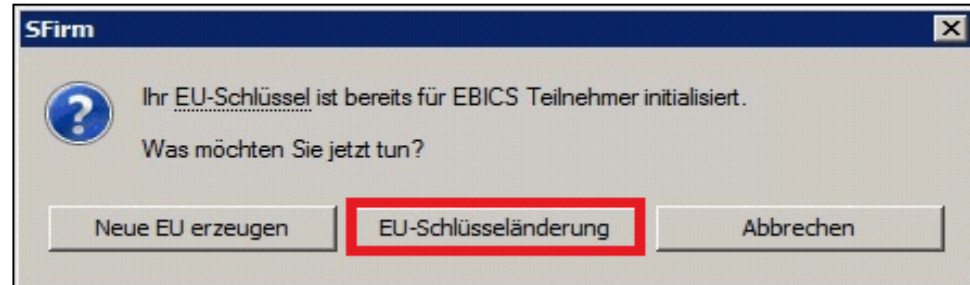 SFirm
Ihr EU-Schlüssel ist bereits für EBICS Teilnehmer initialisiert.
Was möchten Sie jetzt tun?
Neue EU erzeugen EU-Schlüsseländerung Abbrechen